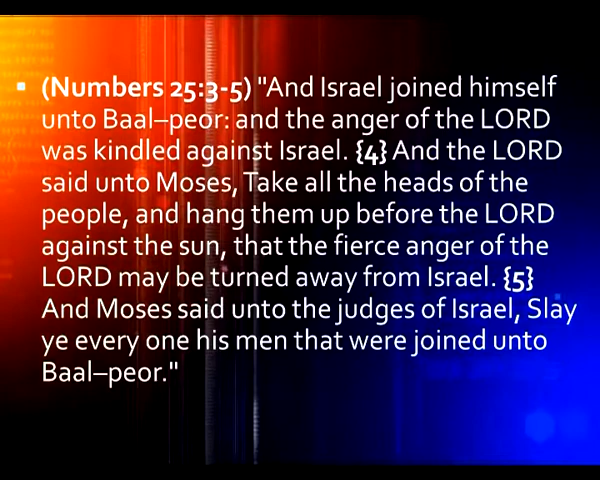 (Numbers 25:3-5) "And Israel joined himself
unto Baal–peor: and the anger of the LORD
was kindled against Israel. {4} And the LORD
said unto Moses, Take all the heads of the
people, and hang them up before the LORD
against the sun, that the fierce anger of the
LORD may be turned away from Israel. {5}
And Moses said unto the judges of Israel, Slay
ye every one his men that were joined unto
Baal–peor."